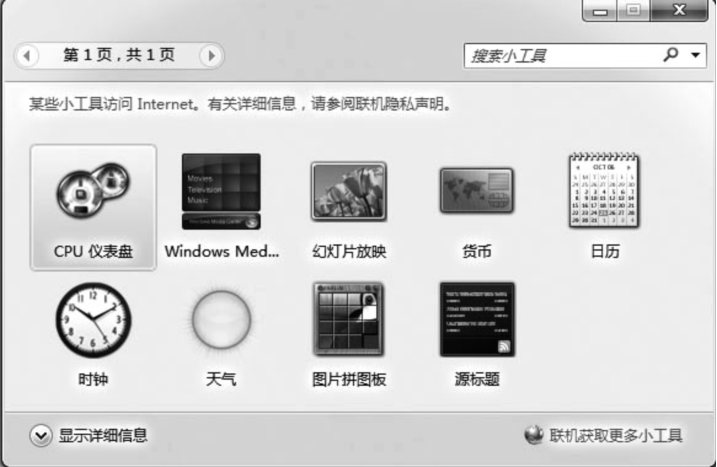 第1页，共1页
搜索小工具
某些小工具访问 Internet。有关详细信息，请参阅联机隐私声明。
Movies
Television
Music
OCT 06
CPU 仪表盘
Windows Med...
幻灯片放映
货币
日历
时钟
天气
图片拼图板
源标题
显示详细信息
联机获取更多小工具